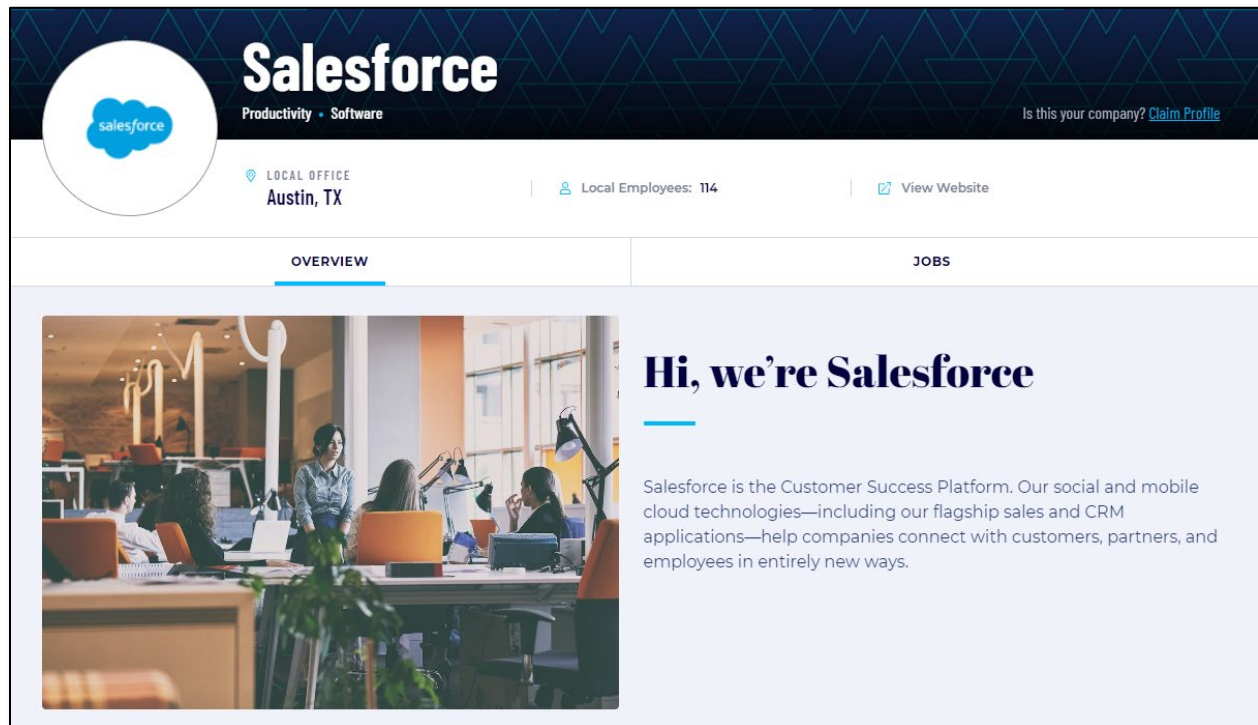 Salesforce
Productivity • Software
Is this your company? Claim Profile
salesforce
LOCAL OFFICE
Austin, TX
Local Employees: 114
View Website
OVERVIEW
JOBS
Hi, we’re Salesforce
Salesforce is the Customer Success Platform. Our social and mobile
cloud technologies—including our flagship sales and CRM
applications—help companies connect with customers, partners, and
employees in entirely new ways.